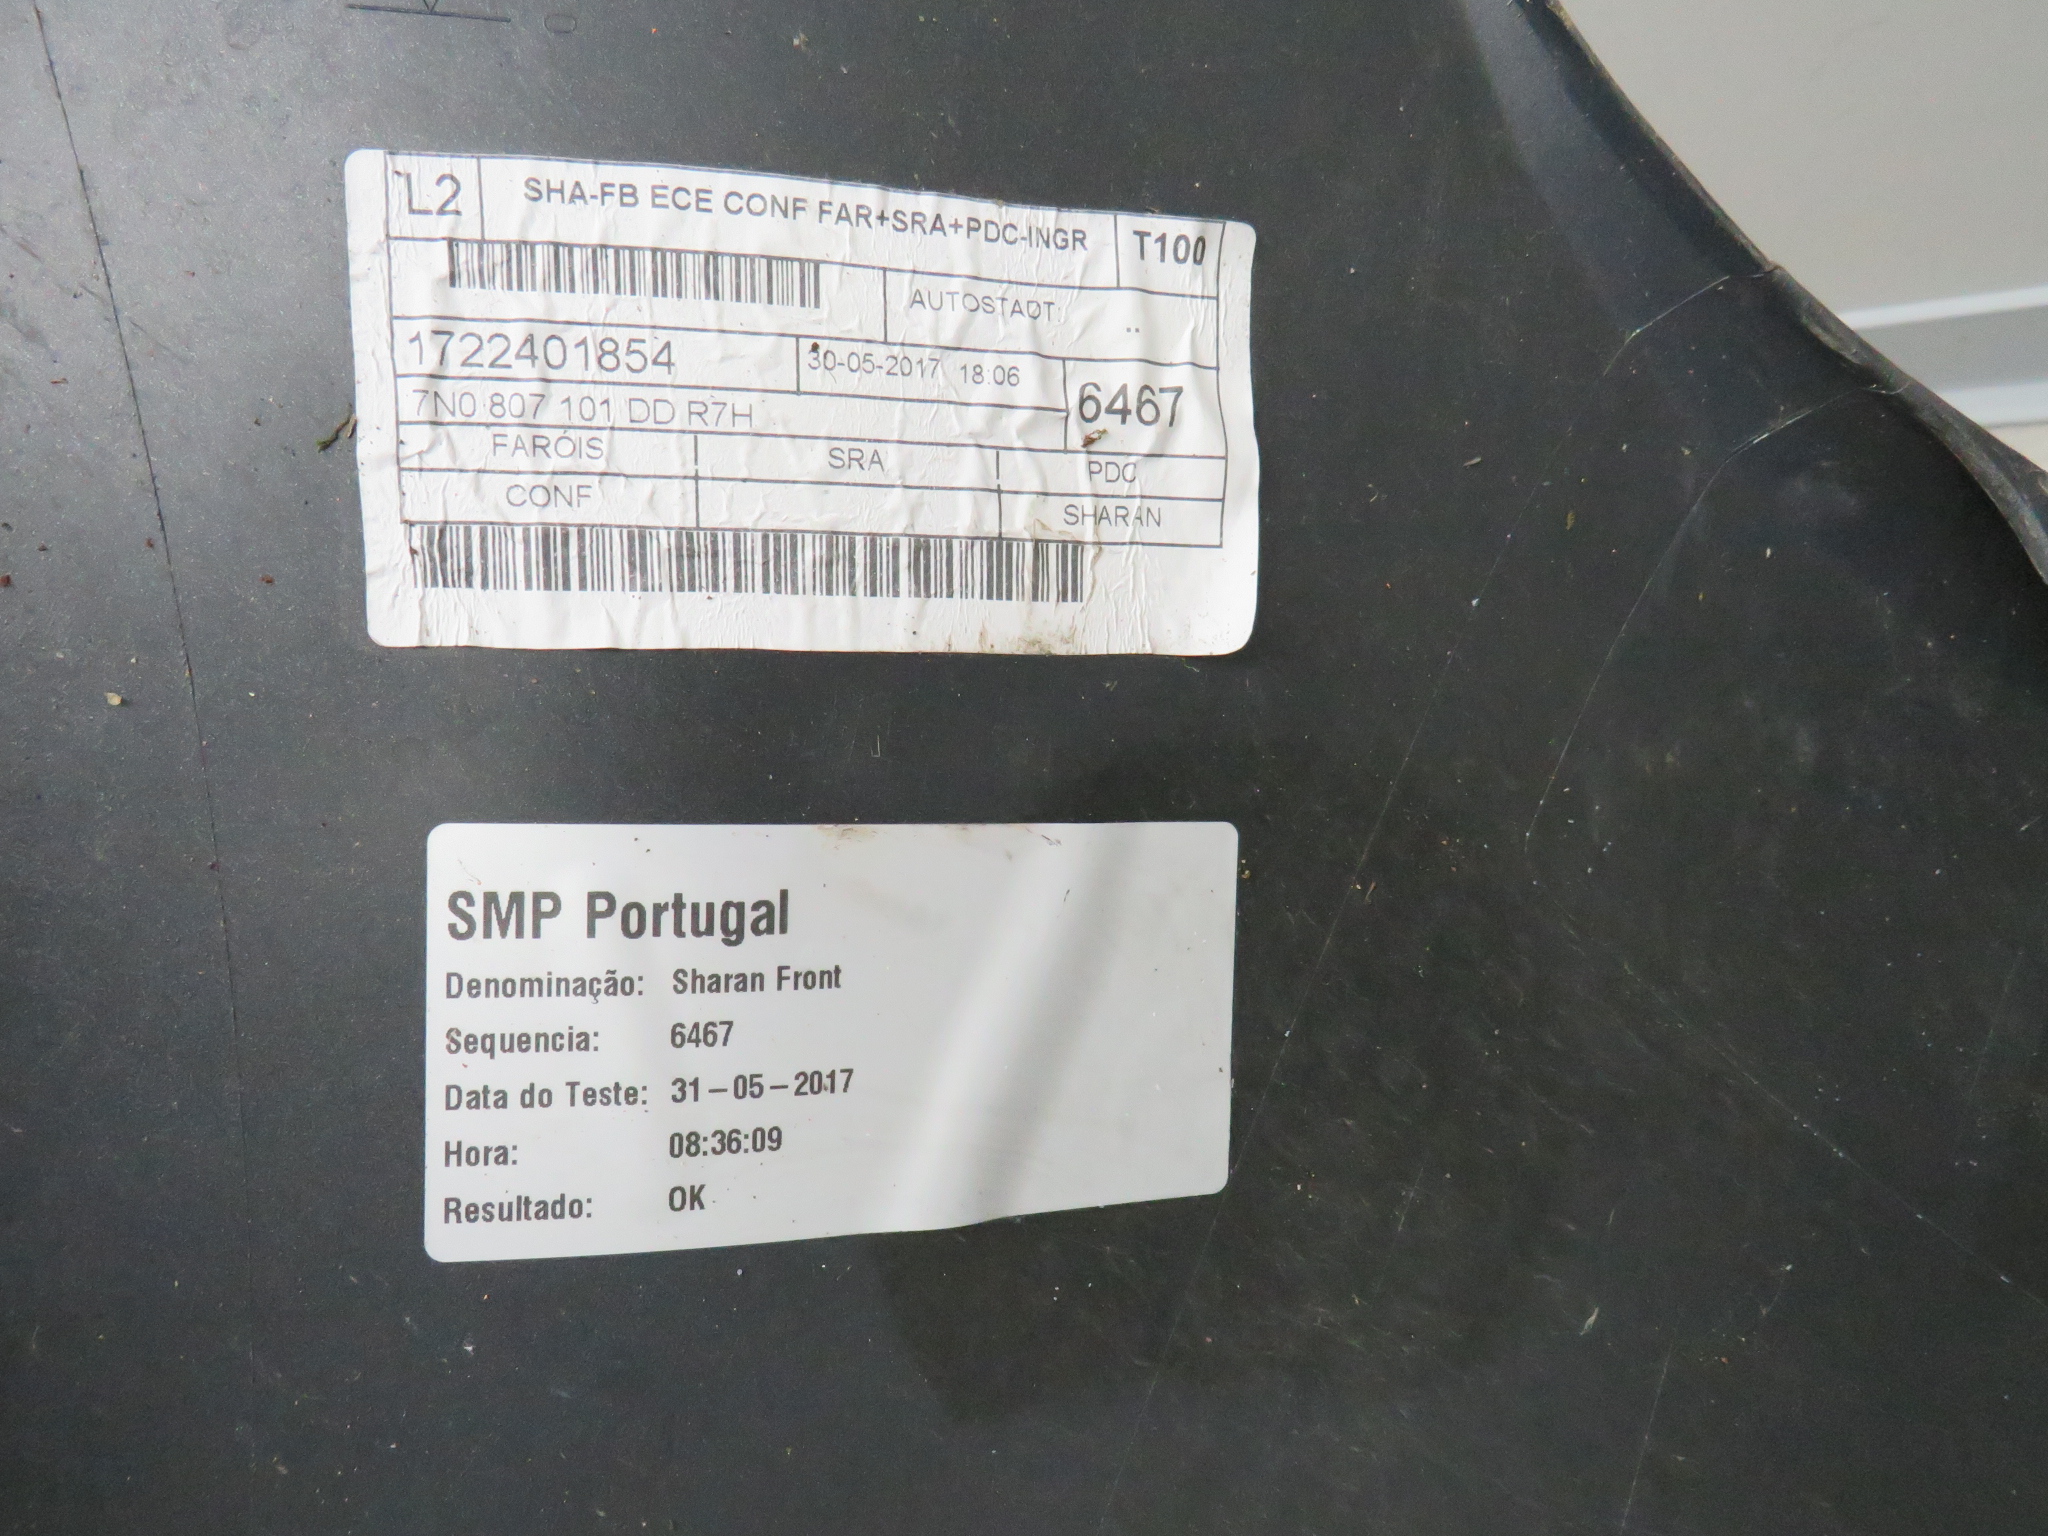 L2 SHA-FB ECE CONF FAR+SRA+PDC-INGR T100
AUTOSTADT: ..
1722401854 30-05-2017 18:06
6467
7N0 807 101 DD R7H
FARÓIS SRA PDC
CONF SHARAN
SMP Portugal
Denominação: Sharan Front
Sequencia: 6467
Data do Teste: 31-05-2017
Hora: 08:36:09
Resultado: OK